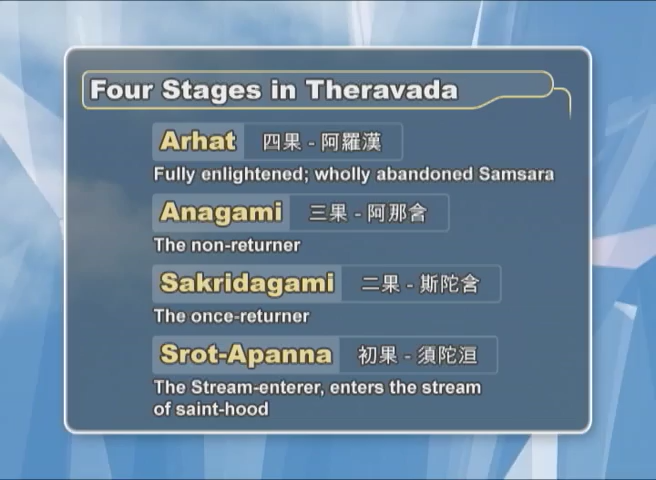 Four Stages in Theravada
Arhat 四果 - 阿羅漢
Fully enlightened; wholly abandoned Samsara
Anagami 三果 - 阿那含
The non-returner
Sakridagami 二果 - 斯陀含
The once-returner
Srot-Apanna 初果 - 須陀洹
The Stream-enterer, enters the stream
of saint-hood